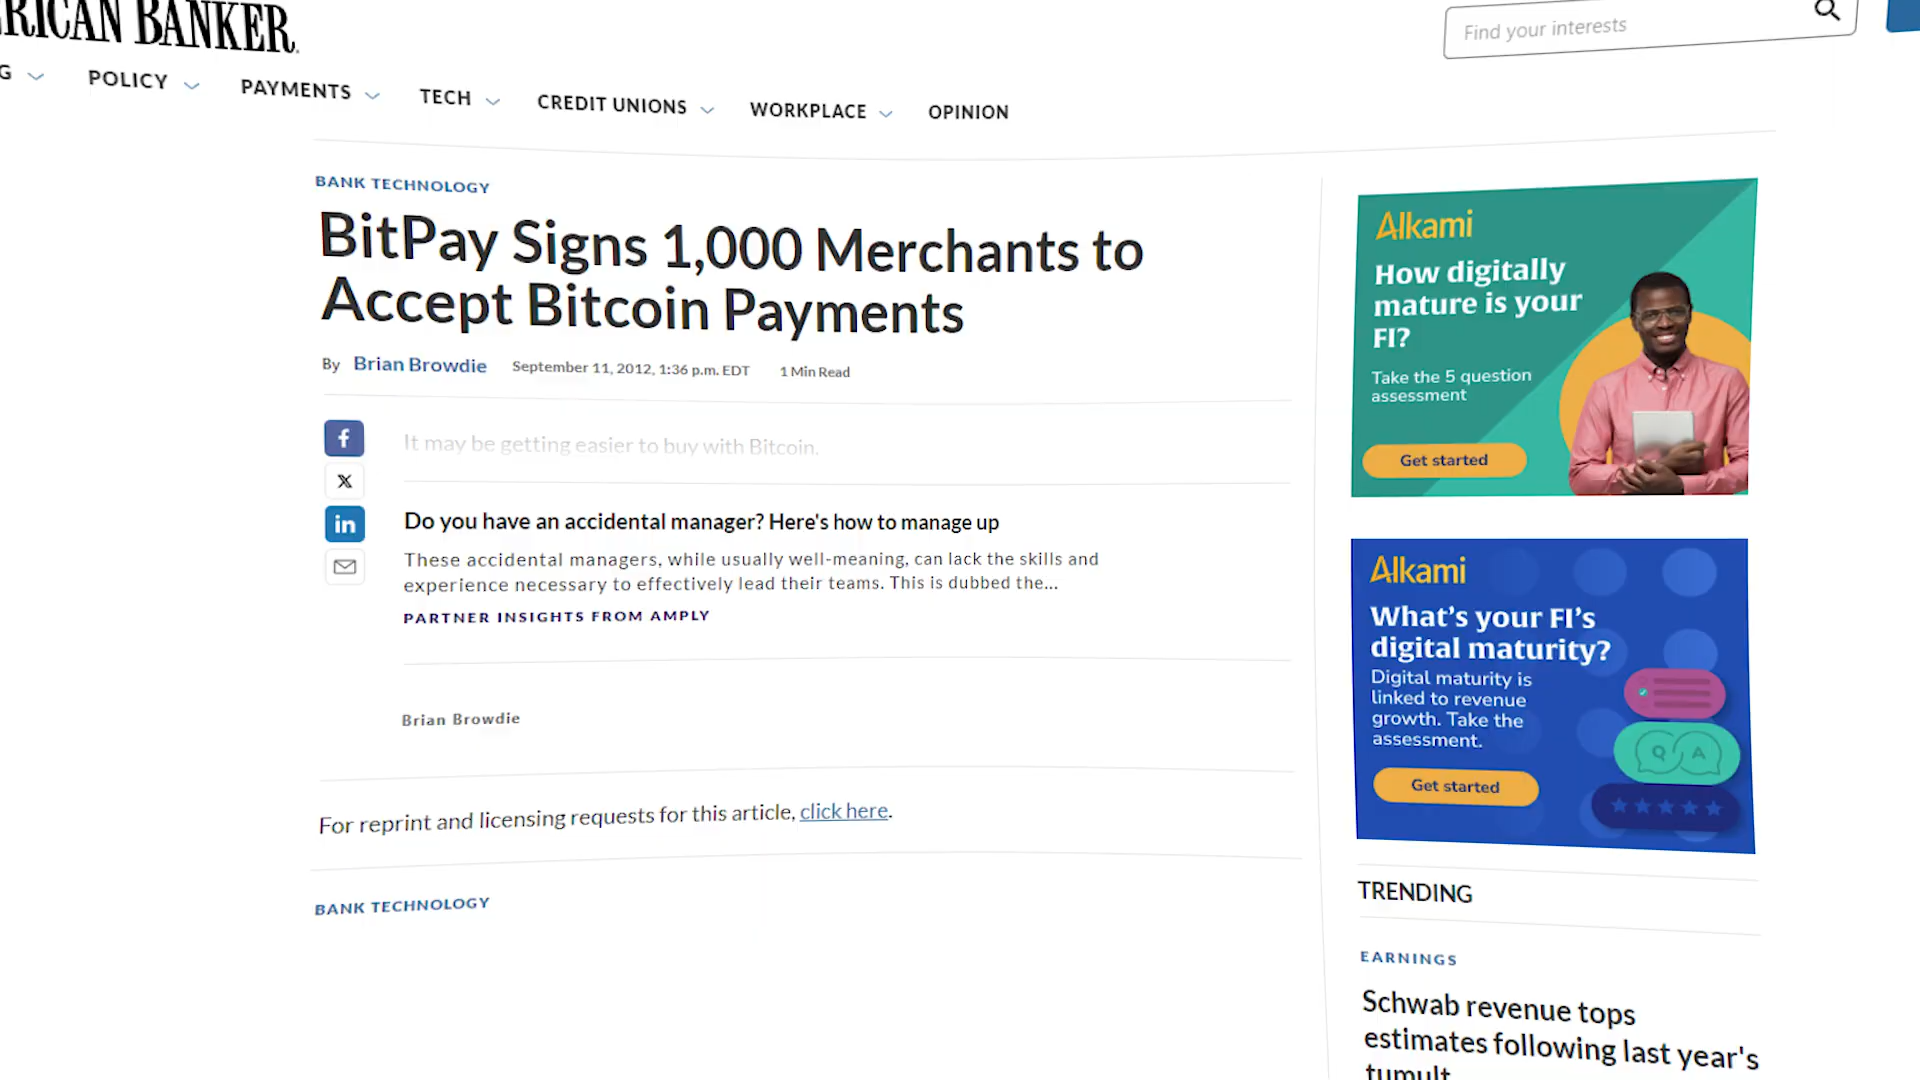 RICAN BANKER.
Find your interests
G
POLICY
PAYMENTS
TECH
CREDIT UNIONS
WORKPLACE
OPINION
BANK TECHNOLOGY
BitPay Signs 1,000 Merchants to
Accept Bitcoin Payments
By Brian Browdie September 11, 2012, 1:36 p.m. EDT 1 Min Read
It may be getting easier to buy with Bitcoin.
Do you have an accidental manager? Here's how to manage up
These accidental managers, while usually well-meaning, can lack the skills and
experience necessary to effectively lead their teams. This is dubbed the...
PARTNER INSIGHTS FROM AMPLY
Brian Browdie
For reprint and licensing requests for this article, click here.
BANK TECHNOLOGY
Alkami
How digitally
mature is your
FI?
Take the 5 question
assessment
Get started
Alkami
What's your FI's
digital maturity?
Digital maturity is
linked to revenue
growth. Take the
assessment.
Q A
Get started
TRENDING
EARNINGS
Schwab revenue tops
estimates following last year's
tumult